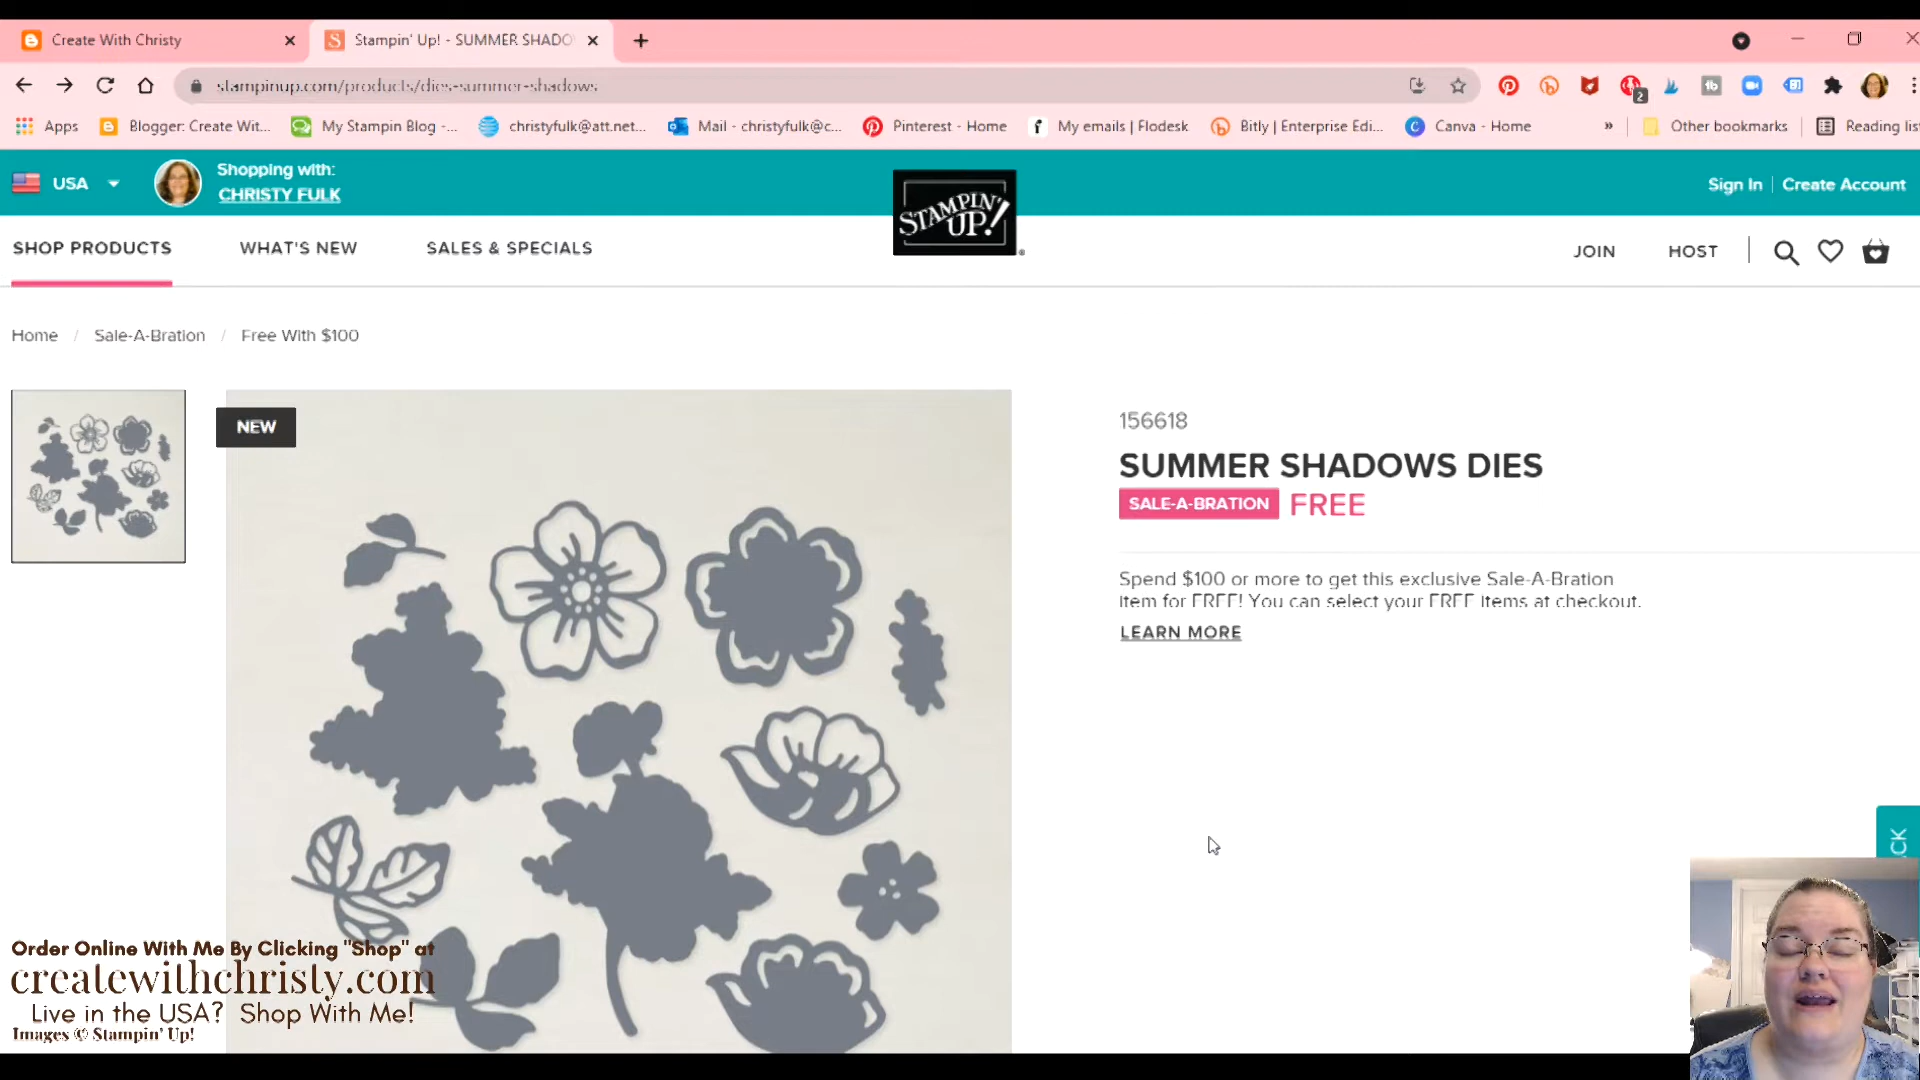 Create With Christy
Stampin' Up! - SUMMER SHADO
stampinup.com/products/dies-summer-shadows
2
Apps
Blogger: Create Wit...
My Stampin Blog -...
christyfulk@att.net...
Mail - christyfulk@c...
Pinterest - Home
My emails | Flodesk
Bitly | Enterprise Edi...
Canva - Home
»
Other bookmarks
Reading list
USA
Shopping with:
CHRISTY FULK
STAMPIN' UP!
Sign In
Create Account
SHOP PRODUCTS
WHAT'S NEW
SALES & SPECIALS
JOIN
HOST
Home / Sale-A-Bration / Free With $100
NEW
156618
SUMMER SHADOWS DIES
SALE-A-BRATION FREE
Spend $100 or more to get this exclusive Sale-A-Bration
item for FREE! You can select your FREE items at checkout.
LEARN MORE
CK
Order Online With Me By Clicking "Shop" at
createwithchristy.com
Live in the USA? Shop With Me!
Images © Stampin' Up!